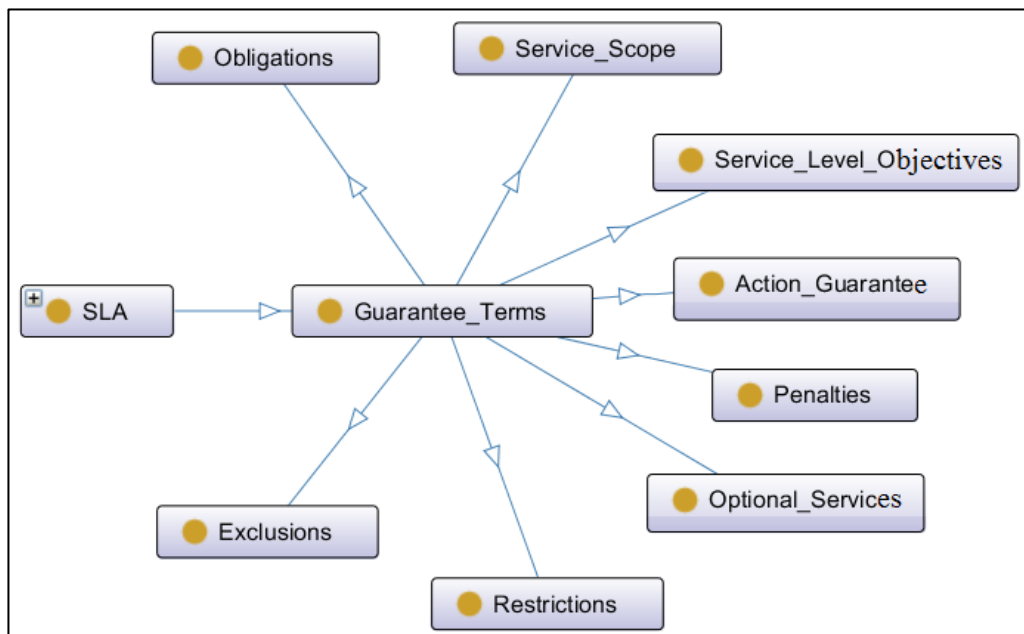 Obligations
Service_Scope
Service_Level_Objectives
Action_Guarantee
SLA
Guarantee_Terms
Penalties
Optional_Services
Exclusions
Restrictions